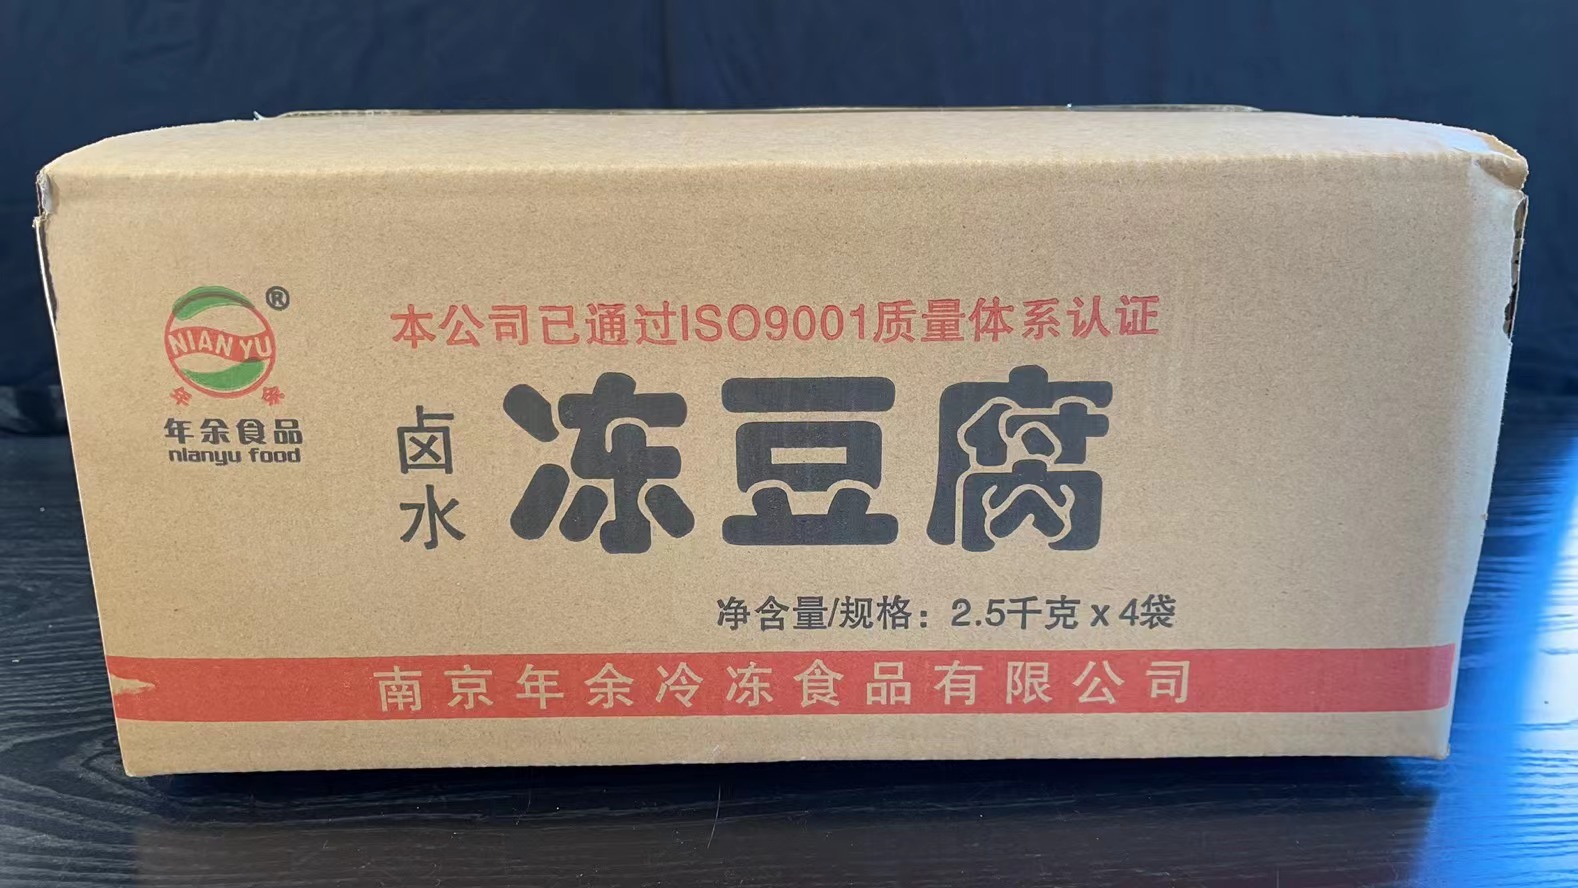 ®
NIAN YU
年 余
年余食品
nianyu food
本公司已通过ISO9001质量体系认证
卤水
冻豆腐
净含量/规格：2.5千克 x 4袋
南京年余冷冻食品有限公司